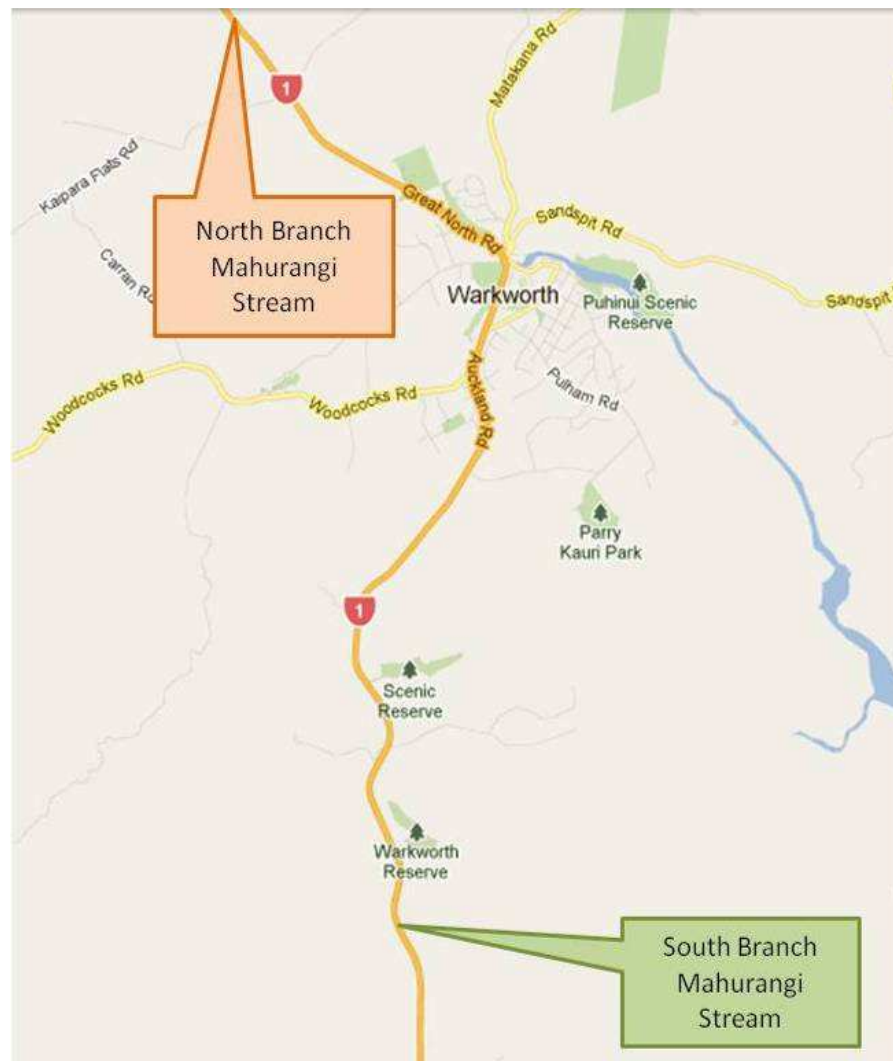 1
Matakana Rd
Kaipara Flats Rd
North Branch
Mahurangi
Stream
Great North Rd
Sandspit Rd
Carran Rd
Warkworth
Puhinui Scenic
Reserve
Sandspit
Woodcocks Rd
Woodcocks Rd
Auckland Rd
Pulham Rd
Parry
Kauri Park
1
Scenic
Reserve
Warkworth
Reserve
South Branch
Mahurangi
Stream